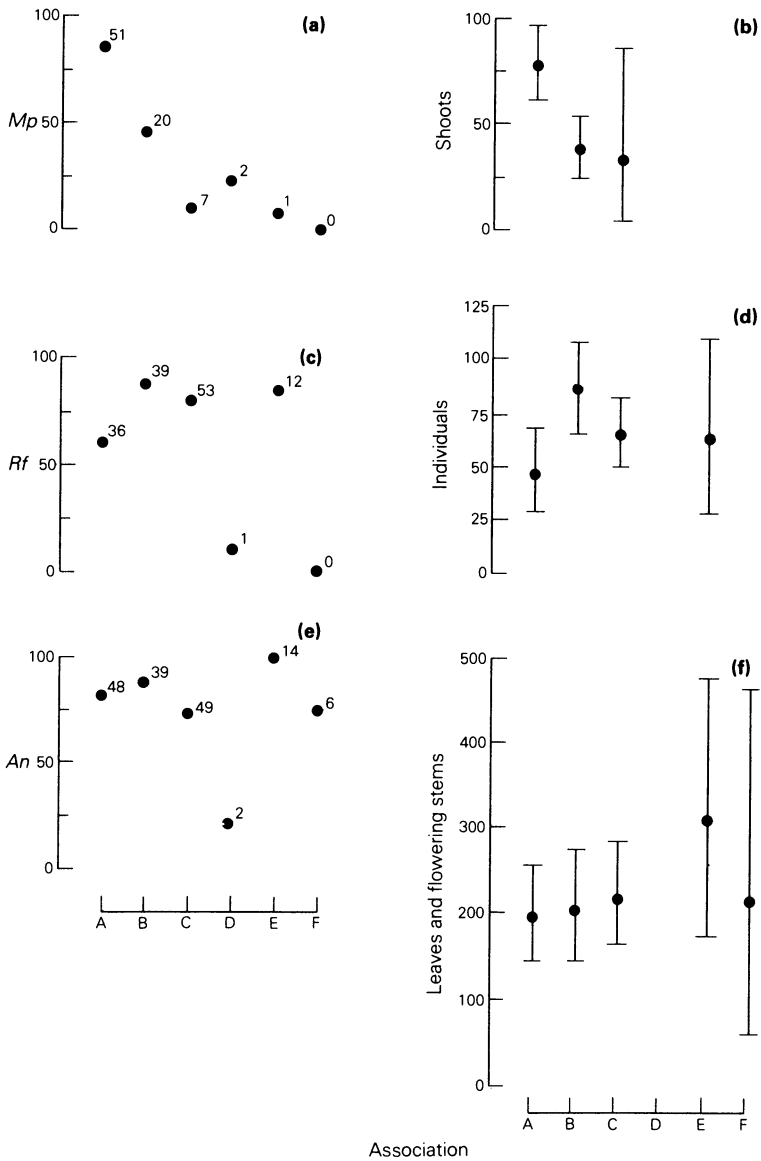 (a)
100
50
0
Mp
51
20
7
2
1
0
(b)
100
50
0
Shoots
(c)
100
50
0
Rf
36
39
53
1
12
0
(d)
125
100
75
50
25
0
Individuals
(e)
100
50
0
An
48
39
49
2
14
6
A B C D E F
(f)
500
400
300
200
100
0
Leaves and flowering stems
A B C D E F
Association